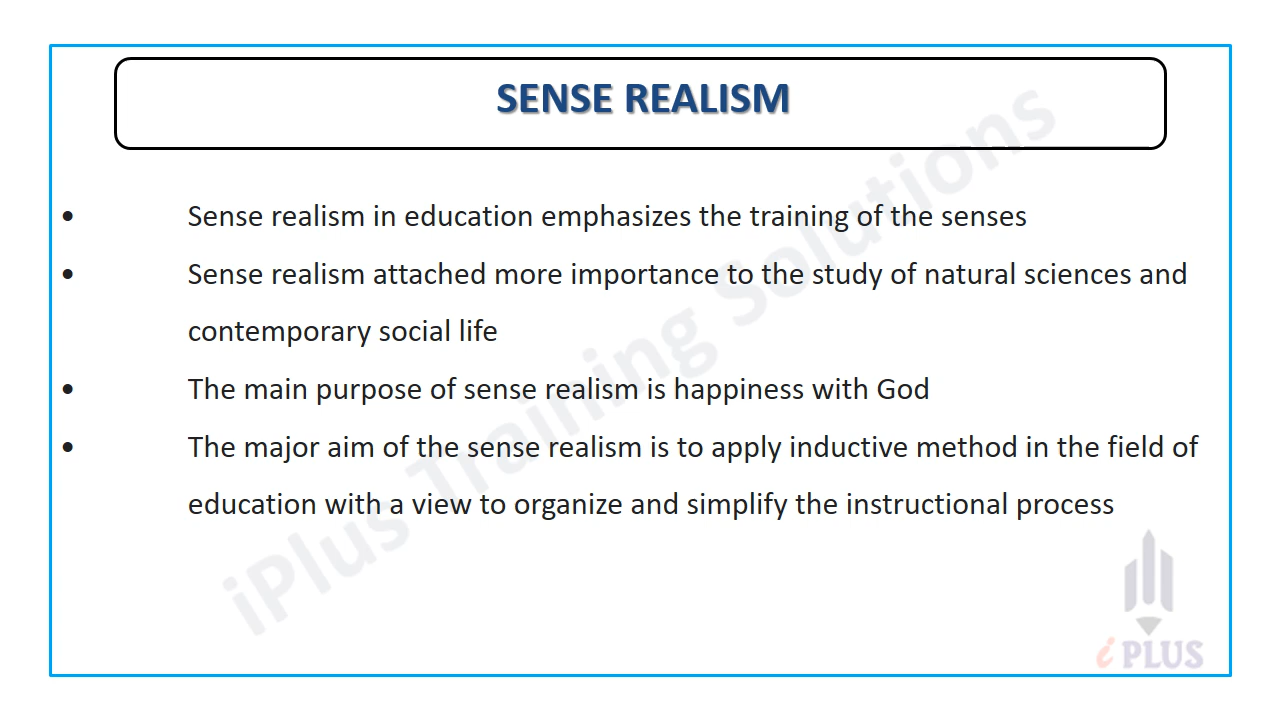 SENSE REALISM
• Sense realism in education emphasizes the training of the senses
• Sense realism attached more importance to the study of natural sciences and
contemporary social life
• The main purpose of sense realism is happiness with God
• The major aim of the sense realism is to apply inductive method in the field of
education with a view to organize and simplify the instructional process
iPlus Training Solutions
i PLUS